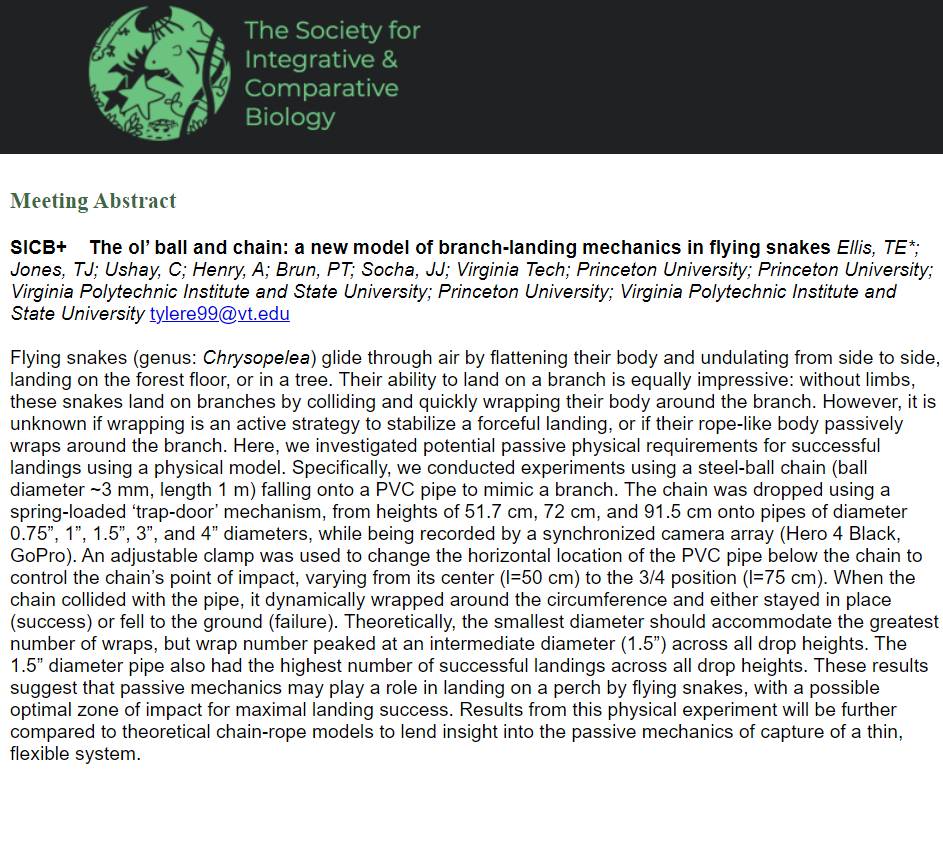 The Society for
Integrative &
Comparative
Biology
Meeting Abstract
SICB+ The ol’ ball and chain: a new model of branch-landing mechanics in flying snakes Ellis, TE*;
Jones, TJ; Ushay, C; Henry, A; Brun, PT; Socha, JJ; Virginia Tech; Princeton University; Princeton University;
Virginia Polytechnic Institute and State University; Princeton University; Virginia Polytechnic Institute and
State University tylere99@vt.edu
Flying snakes (genus: Chrysopelea) glide through air by flattening their body and undulating from side to side,
landing on the forest floor, or in a tree. Their ability to land on a branch is equally impressive: without limbs,
these snakes land on branches by colliding and quickly wrapping their body around the branch. However, it is
unknown if wrapping is an active strategy to stabilize a forceful landing, or if their rope-like body passively
wraps around the branch. Here, we investigated potential passive physical requirements for successful
landings using a physical model. Specifically, we conducted experiments using a steel-ball chain (ball
diameter ~3 mm, length 1 m) falling onto a PVC pipe to mimic a branch. The chain was dropped using a
spring-loaded ‘trap-door’ mechanism, from heights of 51.7 cm, 72 cm, and 91.5 cm onto pipes of diameter
0.75”, 1”, 1.5”, 3”, and 4” diameters, while being recorded by a synchronized camera array (Hero 4 Black,
GoPro). An adjustable clamp was used to change the horizontal location of the PVC pipe below the chain to
control the chain’s point of impact, varying from its center (l=50 cm) to the 3/4 position (l=75 cm). When the
chain collided with the pipe, it dynamically wrapped around the circumference and either stayed in place
(success) or fell to the ground (failure). Theoretically, the smallest diameter should accommodate the greatest
number of wraps, but wrap number peaked at an intermediate diameter (1.5”) across all drop heights. The
1.5” diameter pipe also had the highest number of successful landings across all drop heights. These results
suggest that passive mechanics may play a role in landing on a perch by flying snakes, with a possible
optimal zone of impact for maximal landing success. Results from this physical experiment will be further
compared to theoretical chain-rope models to lend insight into the passive mechanics of capture of a thin,
flexible system.